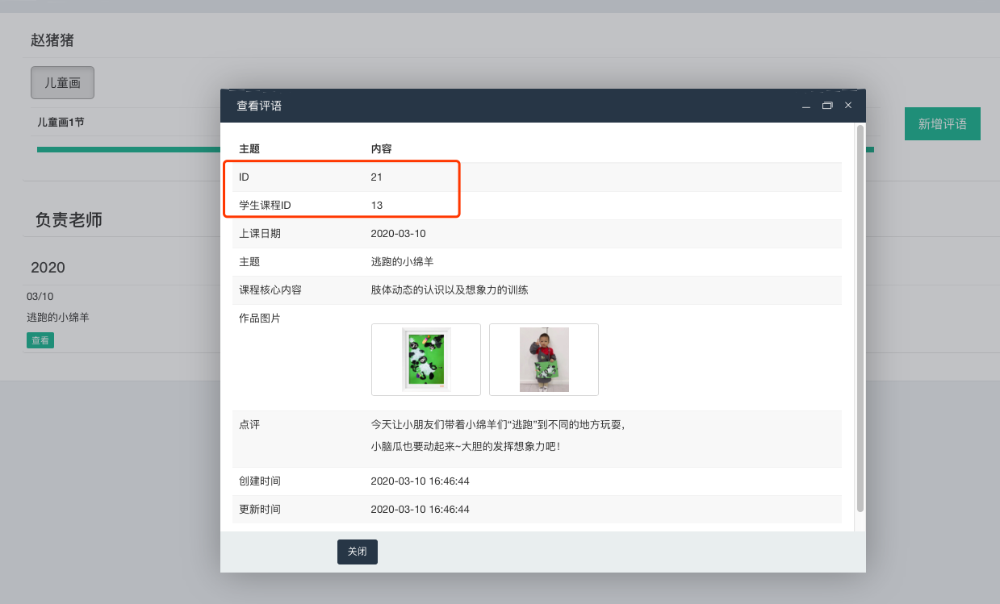 赵猪猪
儿童画
儿童画1节
新增评语
负责老师
2020
03/10
逃跑的小绵羊
查看
查看评语
主题 内容
ID 21
学生课程ID 13
上课日期 2020-03-10
主题 逃跑的小绵羊
课程核心内容 肢体动态的认识以及想象力的训练
作品图片
点评 今天让小朋友们带着小绵羊们“逃跑”到不同的地方玩耍，
小脑瓜也要动起来~大胆的发挥想象力吧！
创建时间 2020-03-10 16:46:44
更新时间 2020-03-10 16:46:44
关闭